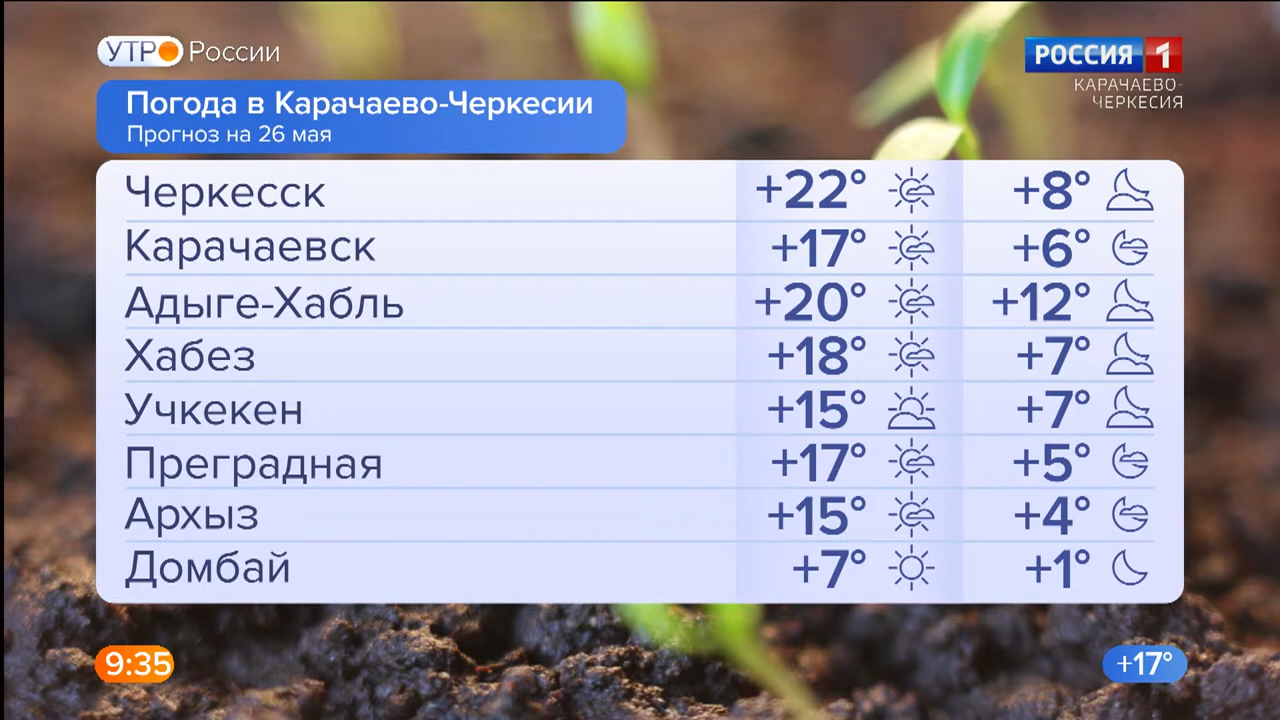 УТРО России
РОССИЯ 1
КАРАЧАЕВО-
ЧЕРКЕСИЯ
Погода в Карачаево-Черкесии
Прогноз на 26 мая
Черкесск +22° +8°
Карачаевск +17° +6°
Адыге-Хабль +20° +12°
Хабез +18° +7°
Учкекен +15° +7°
Преградная +17° +5°
Архыз +15° +4°
Домбай +7° +1°
9:35 +17°